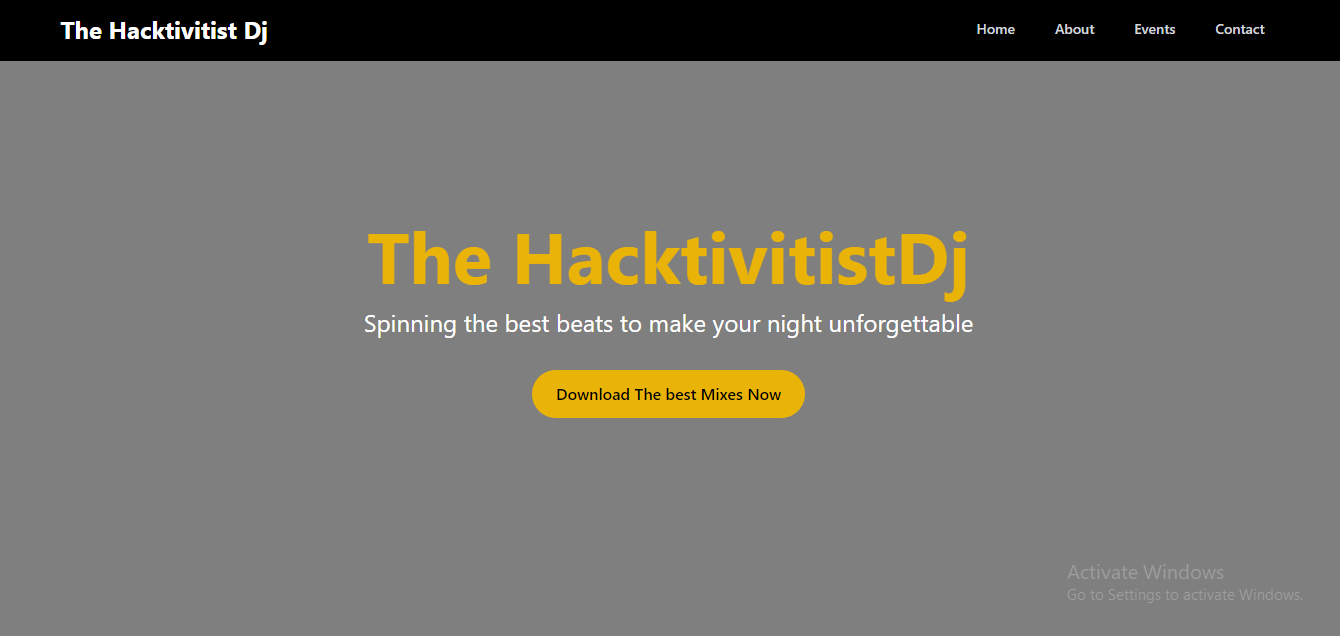 The Hacktivitist Dj
Home About Events Contact
The HacktivitistDj
Spinning the best beats to make your night unforgettable
Download The best Mixes Now
Activate Windows
Go to Settings to activate Windows.